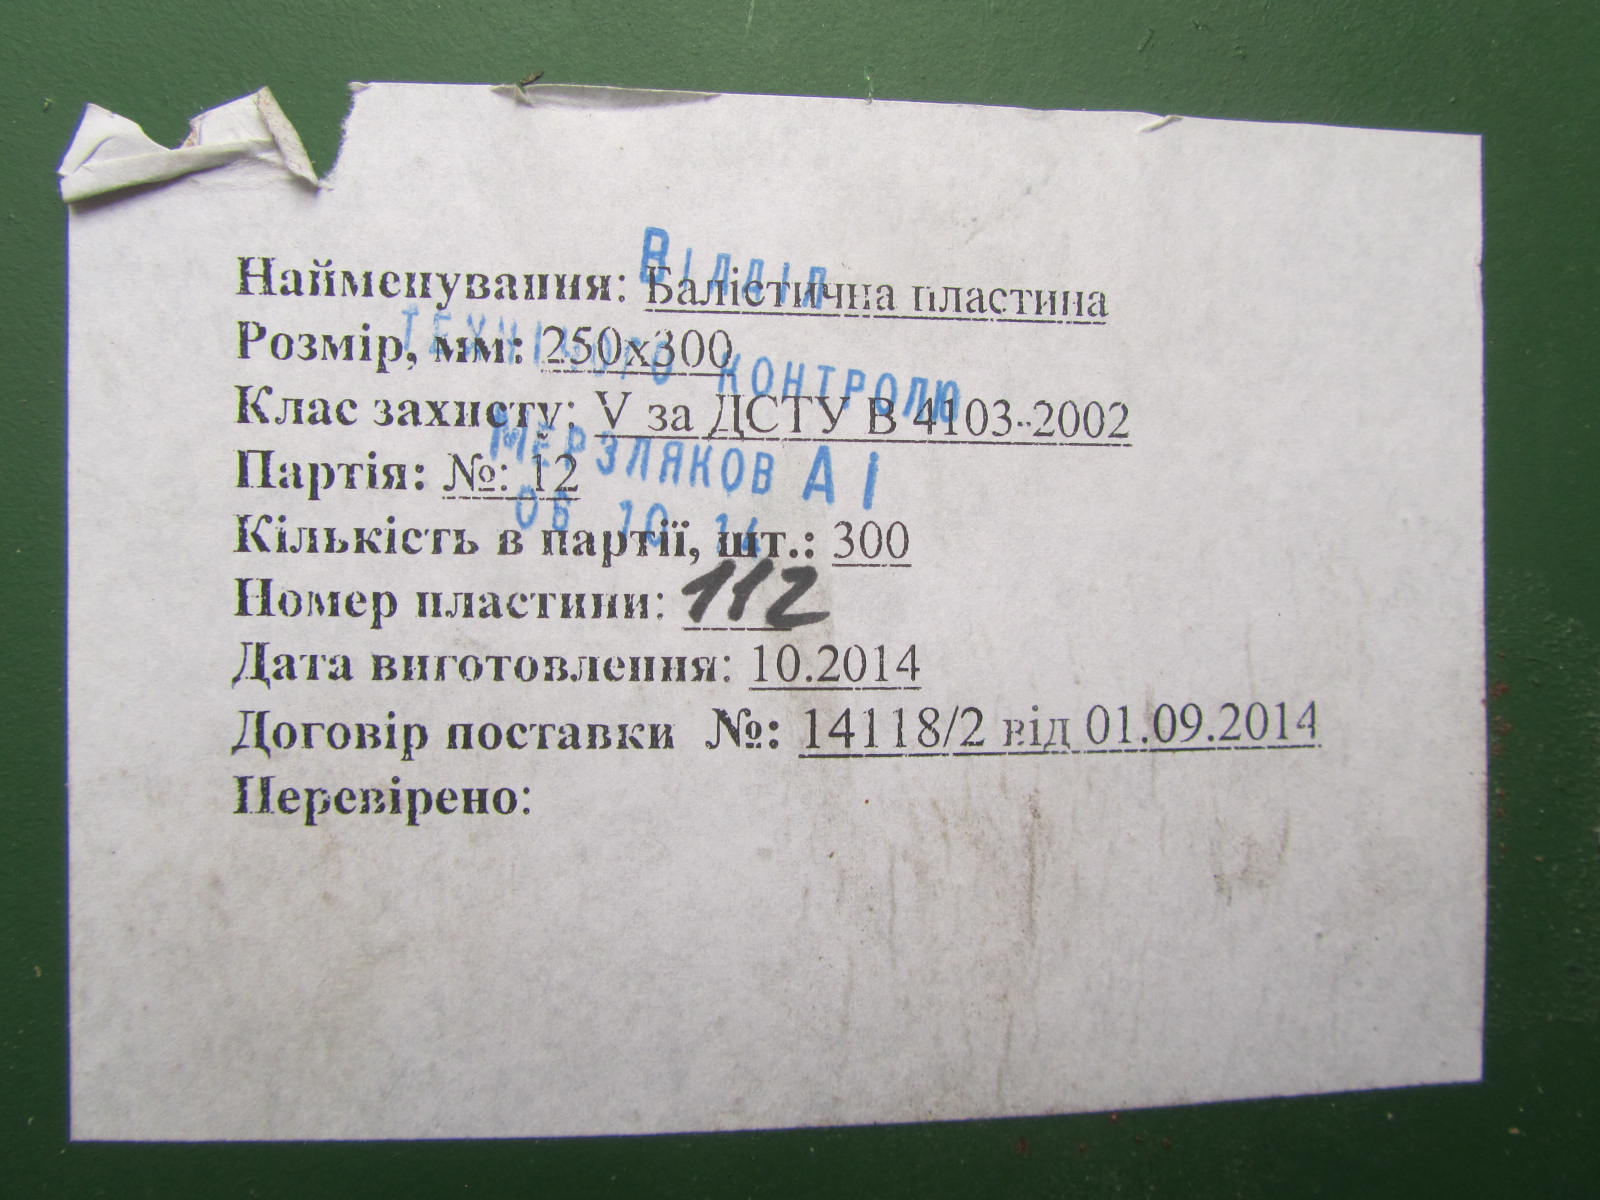 Найменування: Балістична пластина
Розмір, мм: 250х300
Клас захисту: V за ДСТУ В 4103-2002
Партія: №: 12
Кількість в партії, шт.: 300
Номер пластини: 112
Дата виготовлення: 10.2014
Договір поставки №: 14118/2 від 01.09.2014
Перевірено:
Відділ
ТЕХНІЧНОГО КОНТРОЛЮ
МЕРЗЛЯКОВ А І
06 10 14